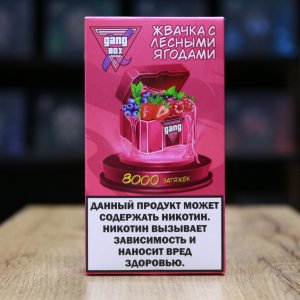 gang
BOX
ЖВАЧКА С
ЛЕСНЫМИ
ЯГОДАМИ
gang
8000 ЗАТЯЖЕК
ДАННЫЙ ПРОДУКТ МОЖЕТ
СОДЕРЖАТЬ НИКОТИН.
НИКОТИН ВЫЗЫВАЕТ
ЗАВИСИМОСТЬ И
НАНОСИТ ВРЕД
ЗДОРОВЬЮ.